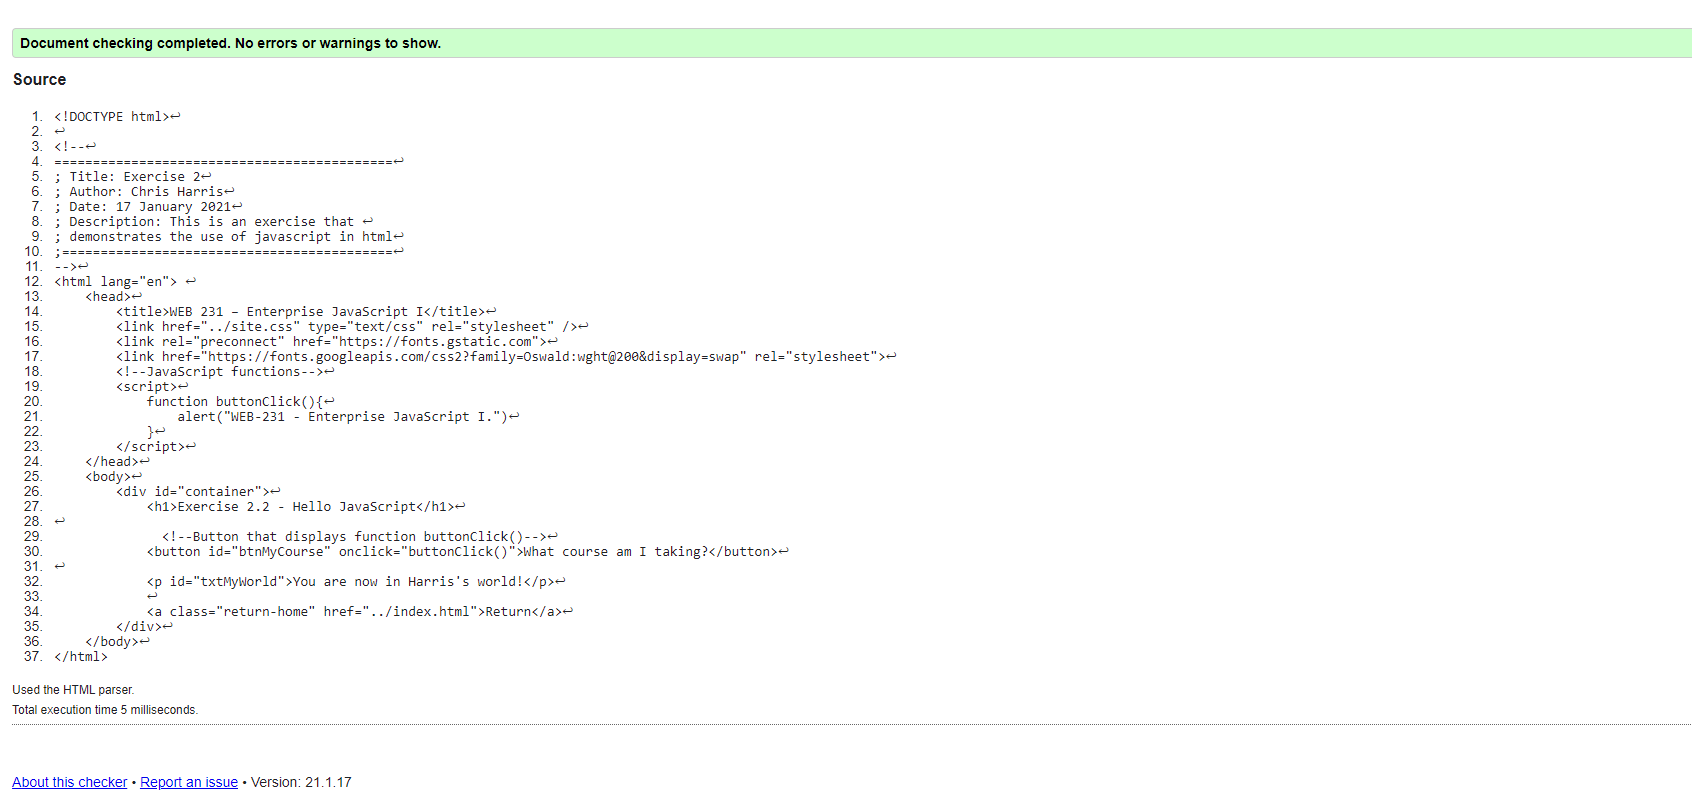 Document checking completed. No errors or warnings to show.
Source
1. <!DOCTYPE html>↩
2. ↩
3. <!--↩
4. ============================================↩
5. ; Title: Exercise 2↩
6. ; Author: Chris Harris↩
7. ; Date: 17 January 2021↩
8. ; Description: This is an exercise that ↩
9. ; demonstrates the use of javascript in html↩
10. ;===========================================↩
11. -->↩
12. <html lang="en"> ↩
13.     <head>↩
14.         <title>WEB 231 – Enterprise JavaScript I</title>↩
15.         <link href="../site.css" type="text/css" rel="stylesheet" />↩
16.         <link rel="preconnect" href="https://fonts.gstatic.com">↩
17.         <link href="https://fonts.googleapis.com/css2?family=Oswald:wght@200&display=swap" rel="stylesheet">↩
18.         <!--JavaScript functions-->↩
19.         <script>↩
20.             function buttonClick(){↩
21.                 alert("WEB-231 - Enterprise JavaScript I.")↩
22.             }↩
23.         </script>↩
24.     </head>↩
25.     <body>↩
26.         <div id="container">↩
27.             <h1>Exercise 2.2 - Hello JavaScript</h1>↩
28. ↩
29.               <!--Button that displays function buttonClick()-->↩
30.             <button id="btnMyCourse" onclick="buttonClick()">What course am I taking?</button>↩
31. ↩
32.             <p id="txtMyWorld">You are now in Harris's world!</p>↩
33.             ↩
34.             <a class="return-home" href="../index.html">Return</a>↩
35.         </div>↩
36.     </body>↩
37. </html>
Used the HTML parser.
Total execution time 5 milliseconds.
About this checker • Report an issue • Version: 21.1.17